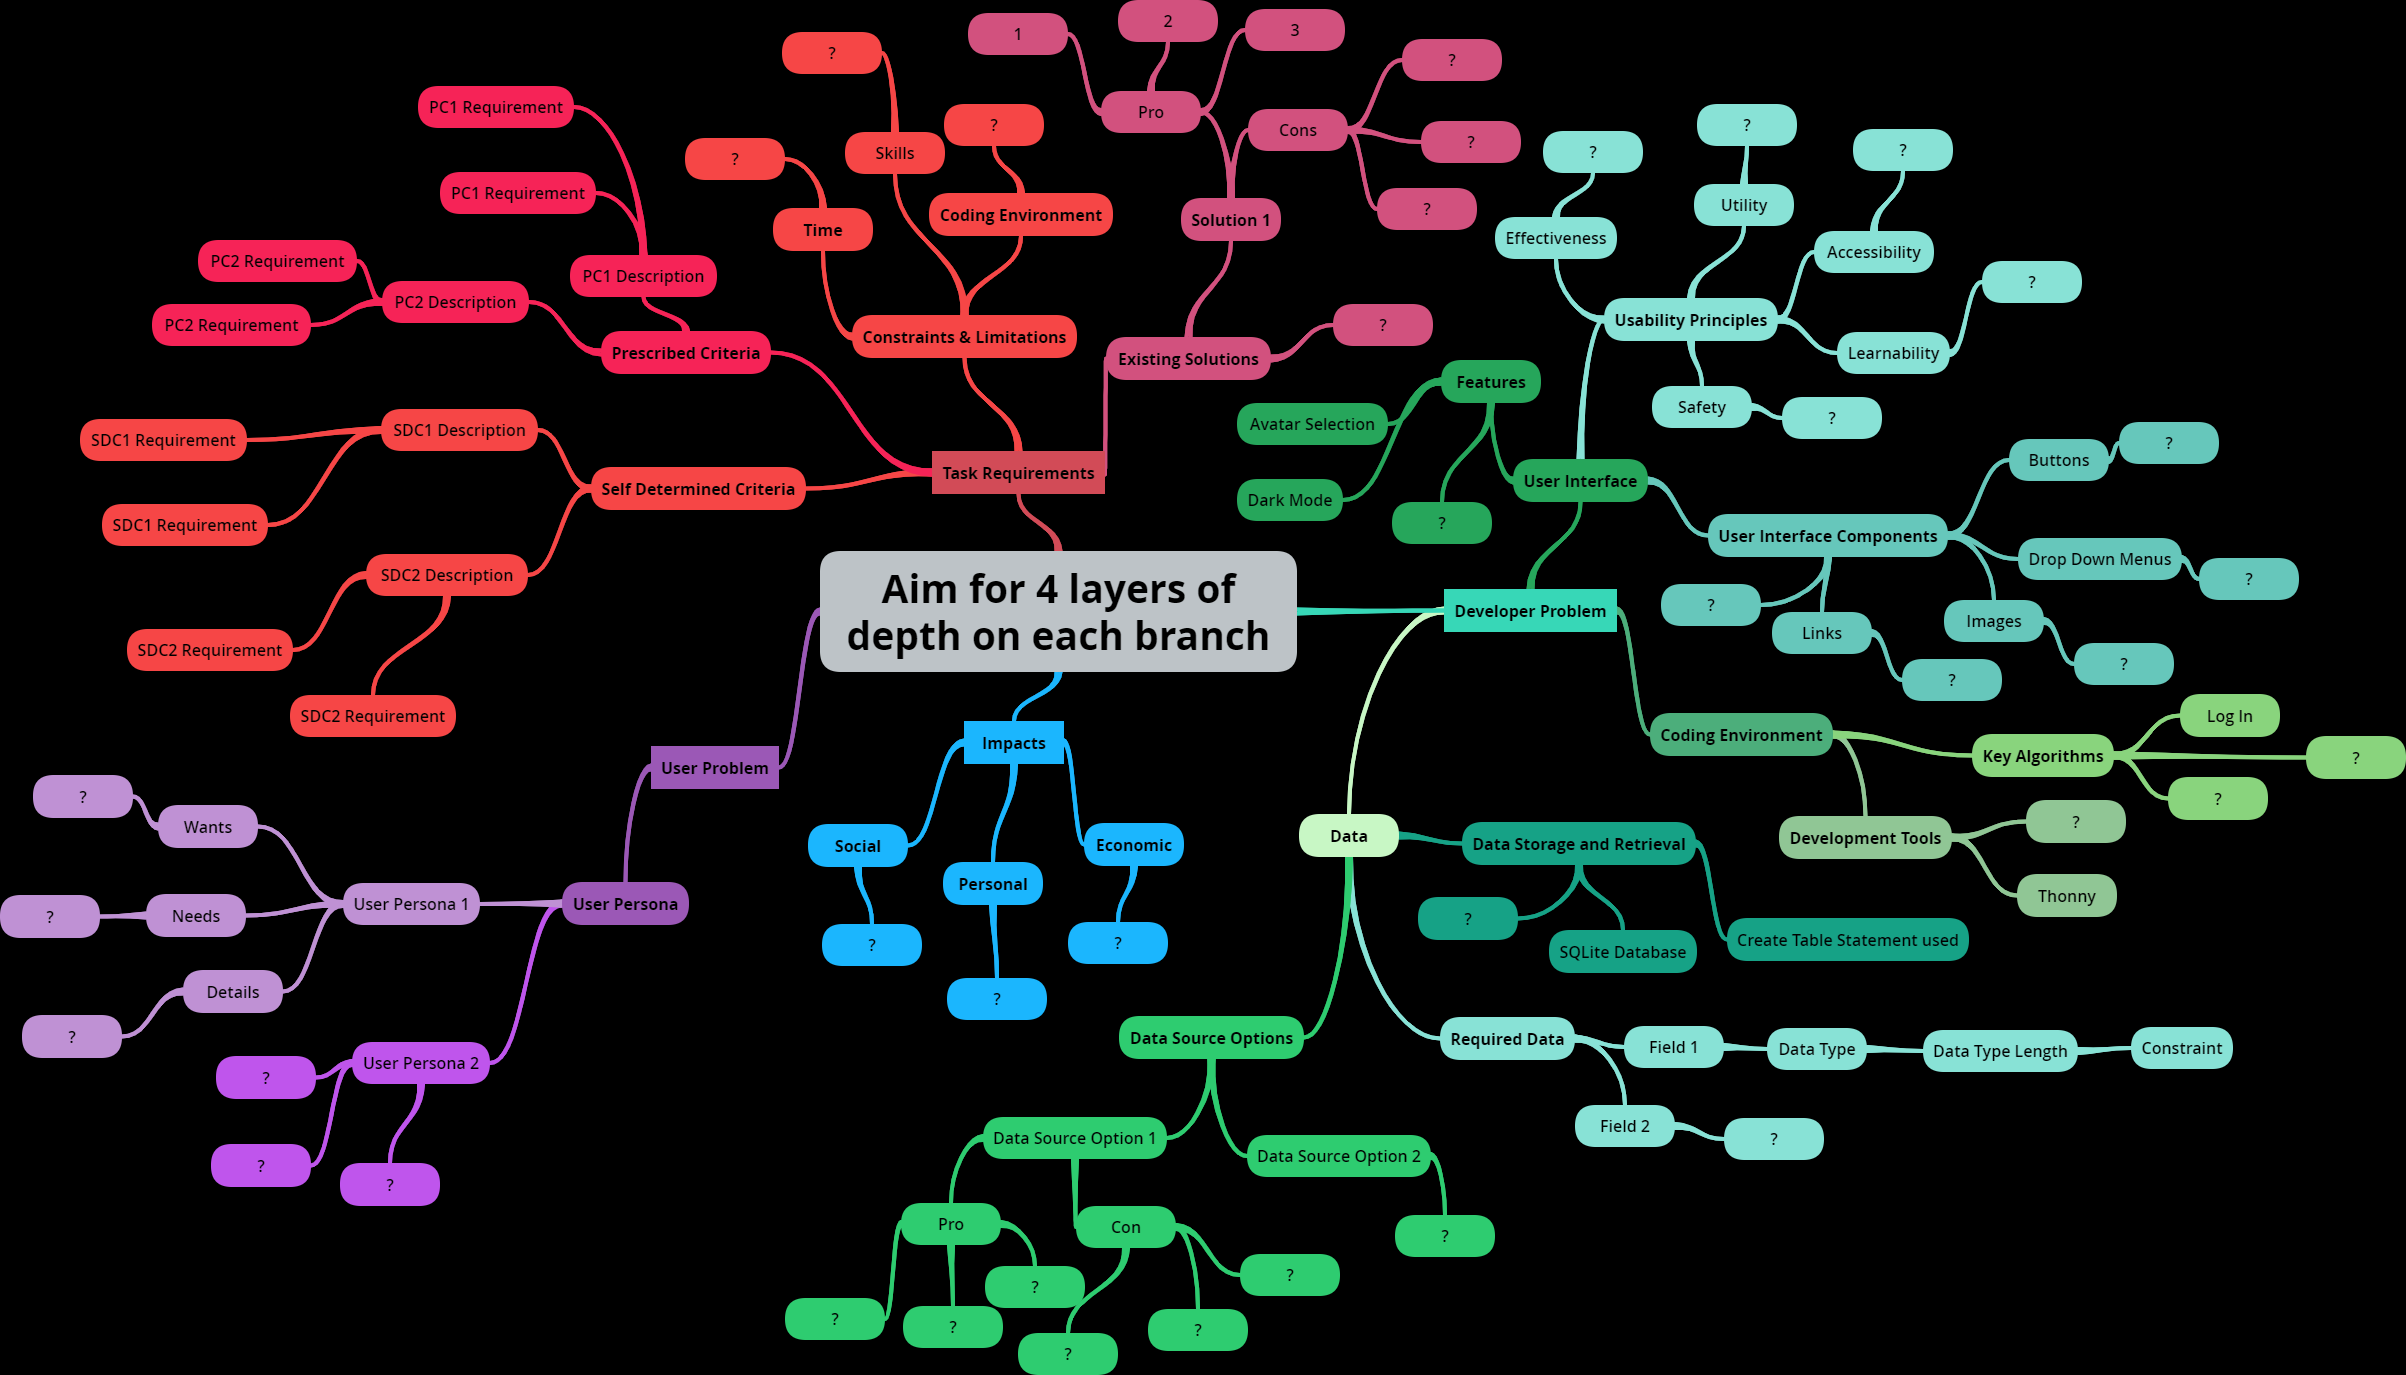 Aim for 4 layers of
depth on each branch
Task Requirements
Prescribed Criteria
PC1 Description
PC1 Requirement
PC1 Requirement
PC2 Description
PC2 Requirement
PC2 Requirement
Self Determined Criteria
SDC1 Description
SDC1 Requirement
SDC1 Requirement
SDC2 Description
SDC2 Requirement
SDC2 Requirement
Constraints & Limitations
Time
?
Skills
?
Coding Environment
?
Existing Solutions
?
Solution 1
Pro
1
2
3
Cons
?
?
?
Developer Problem
User Interface
Features
Avatar Selection
Dark Mode
?
Usability Principles
Effectiveness
?
Utility
?
Accessibility
?
Learnability
?
Safety
?
User Interface Components
Buttons
?
Drop Down Menus
?
Images
?
Links
?
?
Coding Environment
Key Algorithms
Log In
?
?
Development Tools
?
Thonny
Data
Data Storage and Retrieval
?
SQLite Database
Create Table Statement used
Required Data
Field 1
Data Type
Data Type Length
Constraint
Field 2
?
Data Source Options
Data Source Option 1
Pro
?
?
?
Con
?
?
?
Data Source Option 2
?
Impacts
Social
?
Personal
?
Economic
?
User Problem
User Persona
User Persona 1
Wants
?
Needs
?
Details
?
User Persona 2
?
?
?